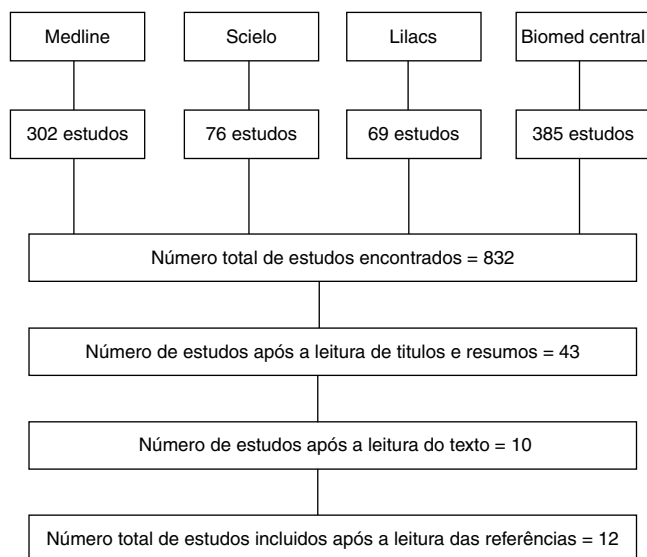 Medline
Scielo
Lilacs
Biomed central
302 estudos
76 estudos
69 estudos
385 estudos
Número total de estudos encontrados = 832
Número de estudos após a leitura de titulos e resumos = 43
Número de estudos após a leitura do texto = 10
Número total de estudos incluidos após a leitura das referências = 12